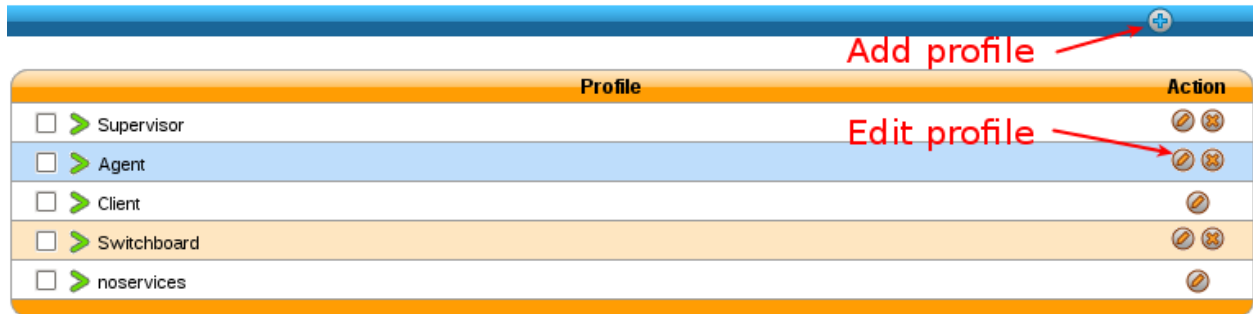 Add profile
Profile Action
Supervisor
Edit profile
Agent
Client
Switchboard
noservices